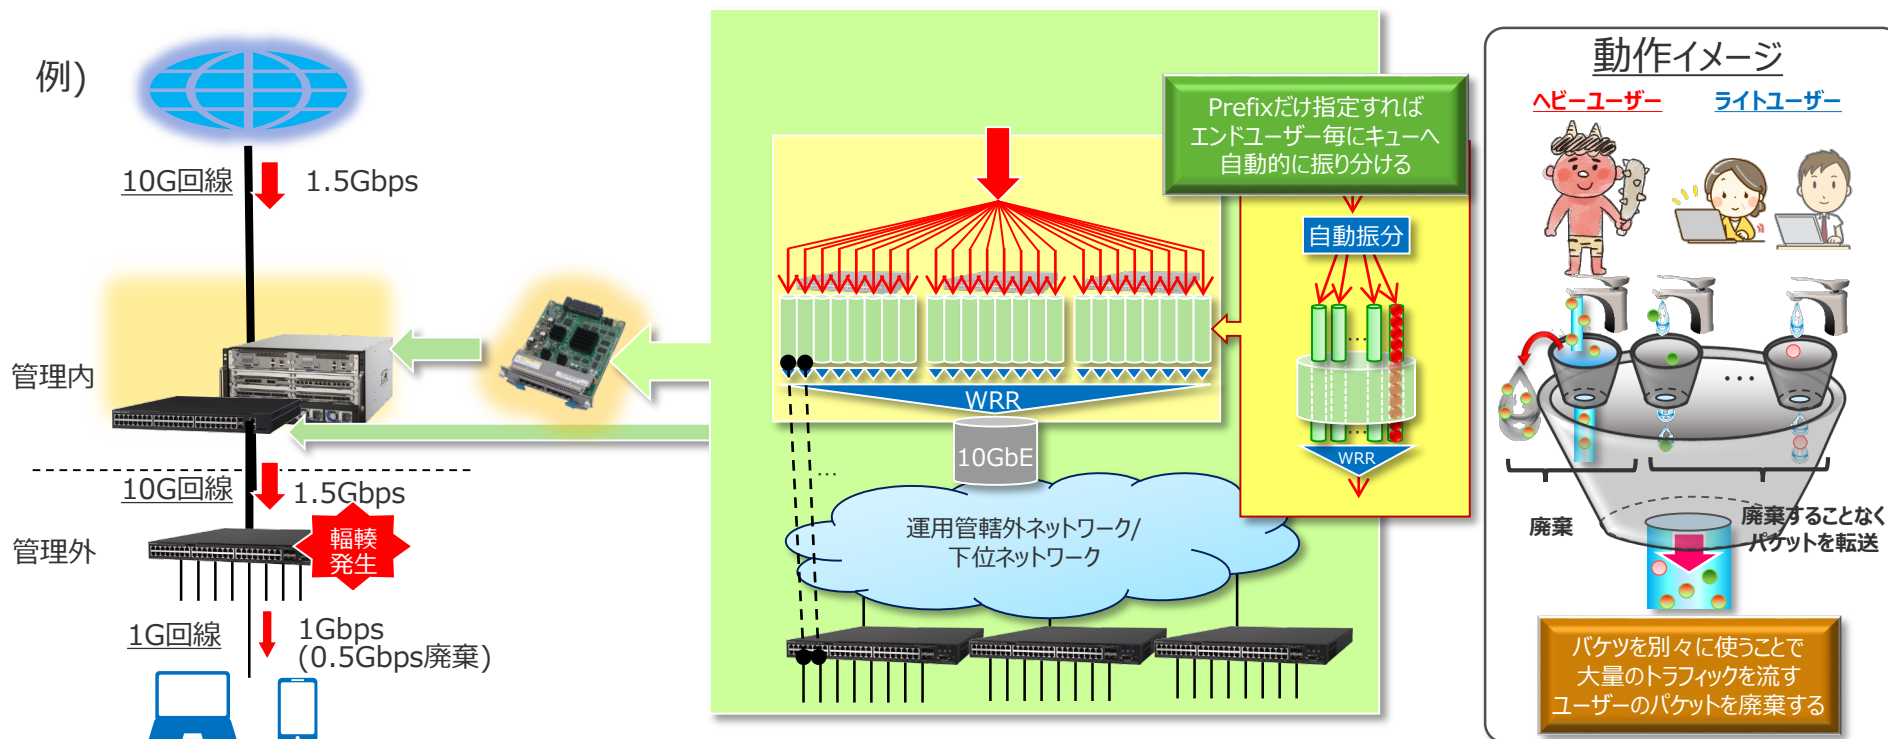 例)
10G回線
1.5Gbps
管理内
10G回線
1.5Gbps
管理外
輻輳
発生
1G回線
1Gbps
(0.5Gbps廃棄)
Prefixだけ指定すれば
エンドユーザー毎にキューへ
自動的に振り分ける
自動振分
...
...
WRR
WRR
10GbE
...
運用管轄外ネットワーク/
下位ネットワーク
動作イメージ
ヘビーユーザー
ライトユーザー
...
廃棄
廃棄することなく
パケットを転送
バケツを別々に使うことで
大量のトラフィックを流す
ユーザーのパケットを廃棄する